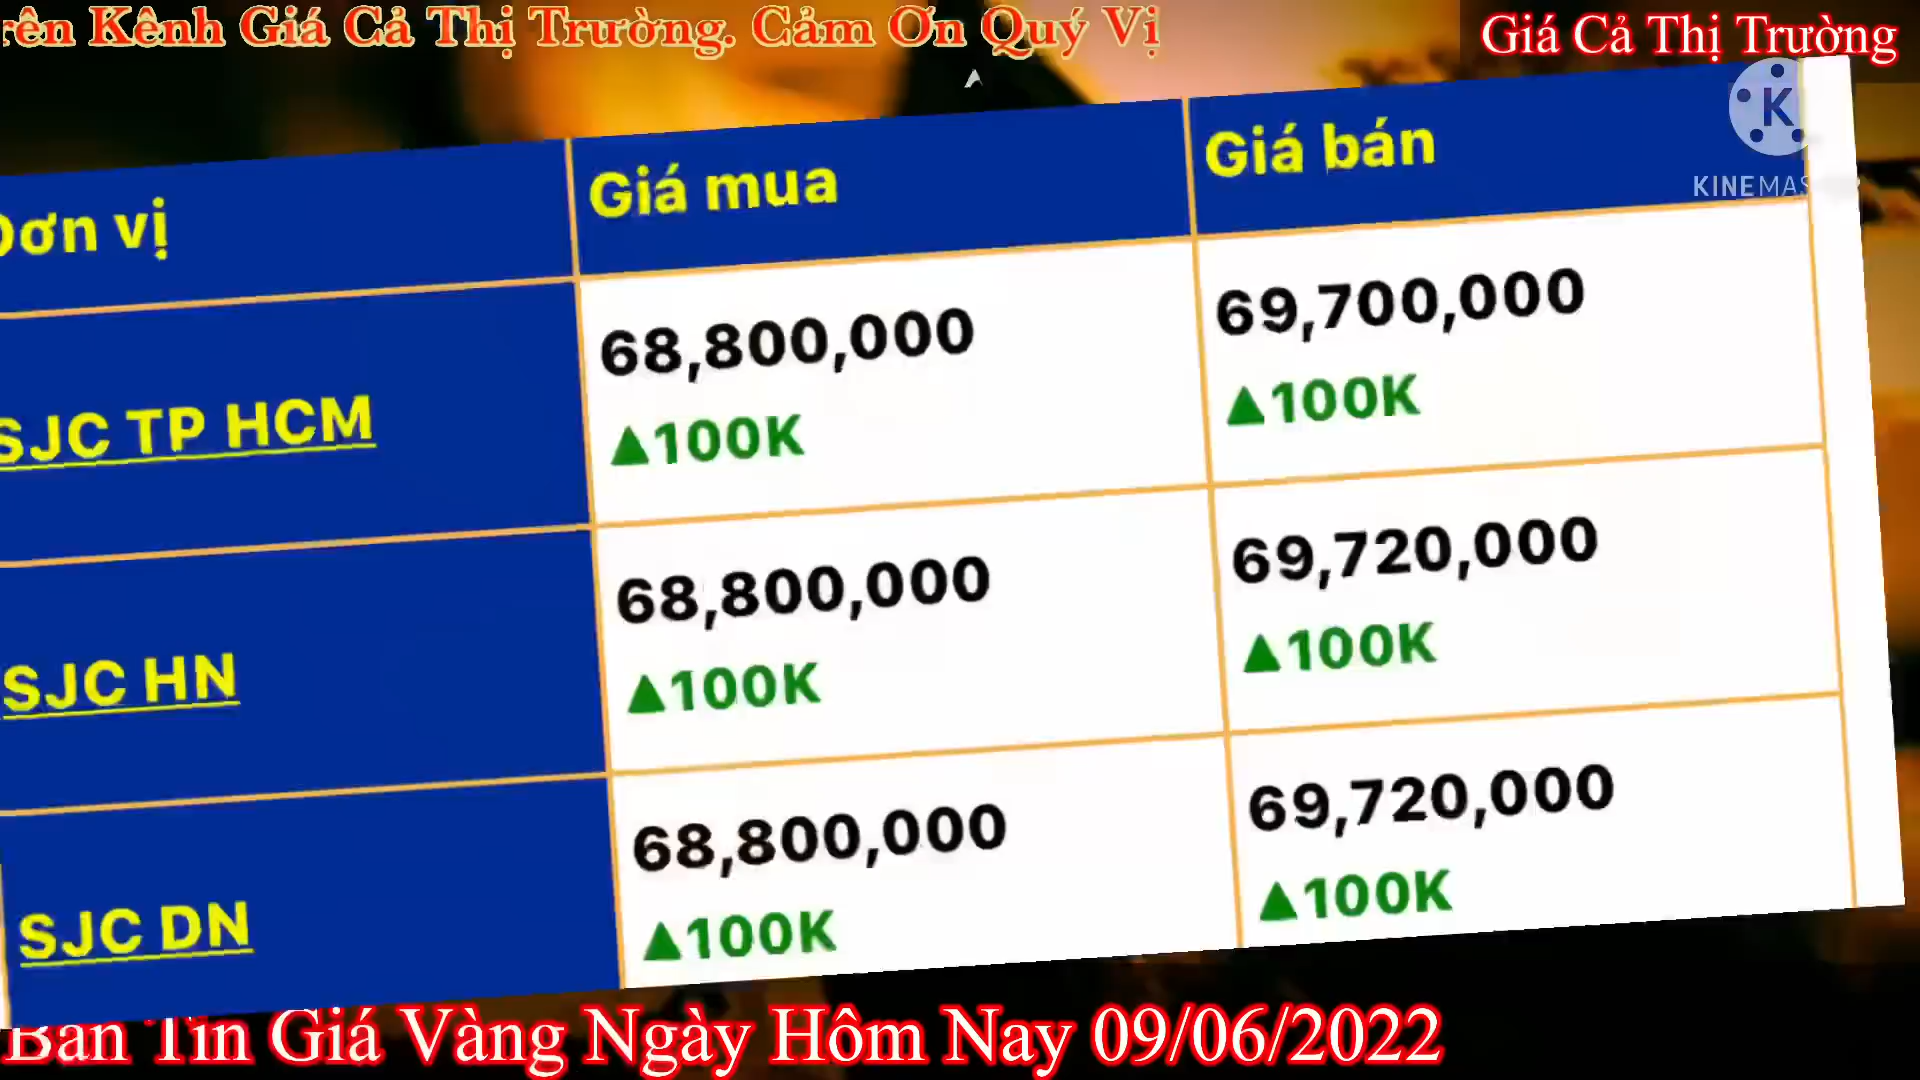 rên Kênh Giá Cả Thị Trường. Cảm Ơn Quý Vị
Giá Cả Thị Trường
K
KINEMAS
Đơn vị Giá mua Giá bán
SJC TP HCM 68,800,000 69,700,000
▲100K ▲100K
SJC HN 68,800,000 69,720,000
▲100K ▲100K
SJC DN 68,800,000 69,720,000
▲100K ▲100K
Bản Tin Giá Vàng Ngày Hôm Nay 09/06/2022